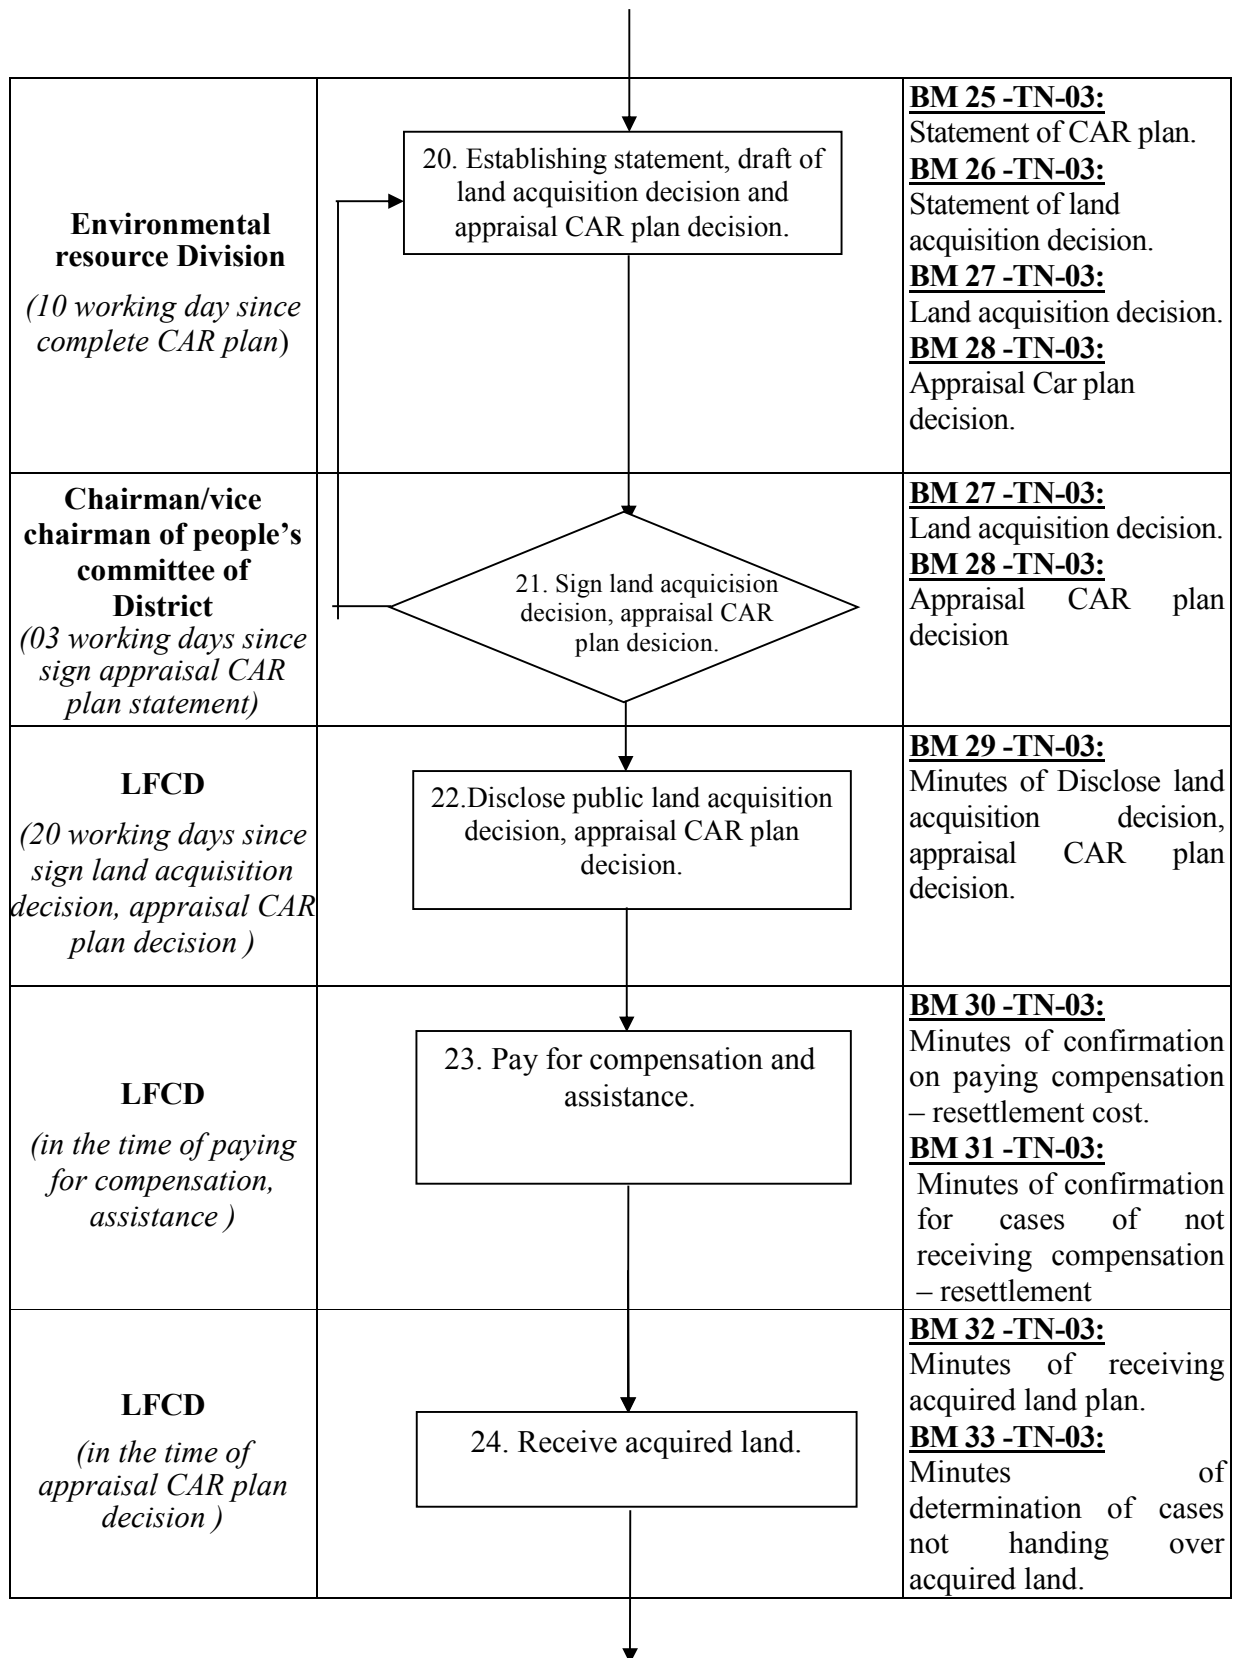 Environmental
resource Division
(10 working day since
complete CAR plan)
20. Establishing statement, draft of
land acquisition decision and
appraisal CAR plan decision.
BM 25 -TN-03:
Statement of CAR plan.
BM 26 -TN-03:
Statement of land
acquisition decision.
BM 27 -TN-03:
Land acquisition decision.
BM 28 -TN-03:
Appraisal Car plan
decision.
Chairman/vice
chairman of people’s
committee of
District
(03 working days since
sign appraisal CAR
plan statement)
21. Sign land acquicision
decision, appraisal CAR
plan desicion.
BM 27 -TN-03:
Land acquisition decision.
BM 28 -TN-03:
Appraisal CAR plan
decision
LFCD
(20 working days since
sign land acquisition
decision, appraisal CAR
plan decision )
22.Disclose public land acquisition
decision, appraisal CAR plan
decision.
BM 29 -TN-03:
Minutes of Disclose land
acquisition decision,
appraisal CAR plan
decision.
LFCD
(in the time of paying
for compensation,
assistance )
23. Pay for compensation and
assistance.
BM 30 -TN-03:
Minutes of confirmation
on paying compensation
– resettlement cost.
BM 31 -TN-03:
Minutes of confirmation
for cases of not
receiving compensation
– resettlement
LFCD
(in the time of
appraisal CAR plan
decision )
24. Receive acquired land.
BM 32 -TN-03:
Minutes of receiving
acquired land plan.
BM 33 -TN-03:
Minutes of
determination of cases
not handing over
acquired land.